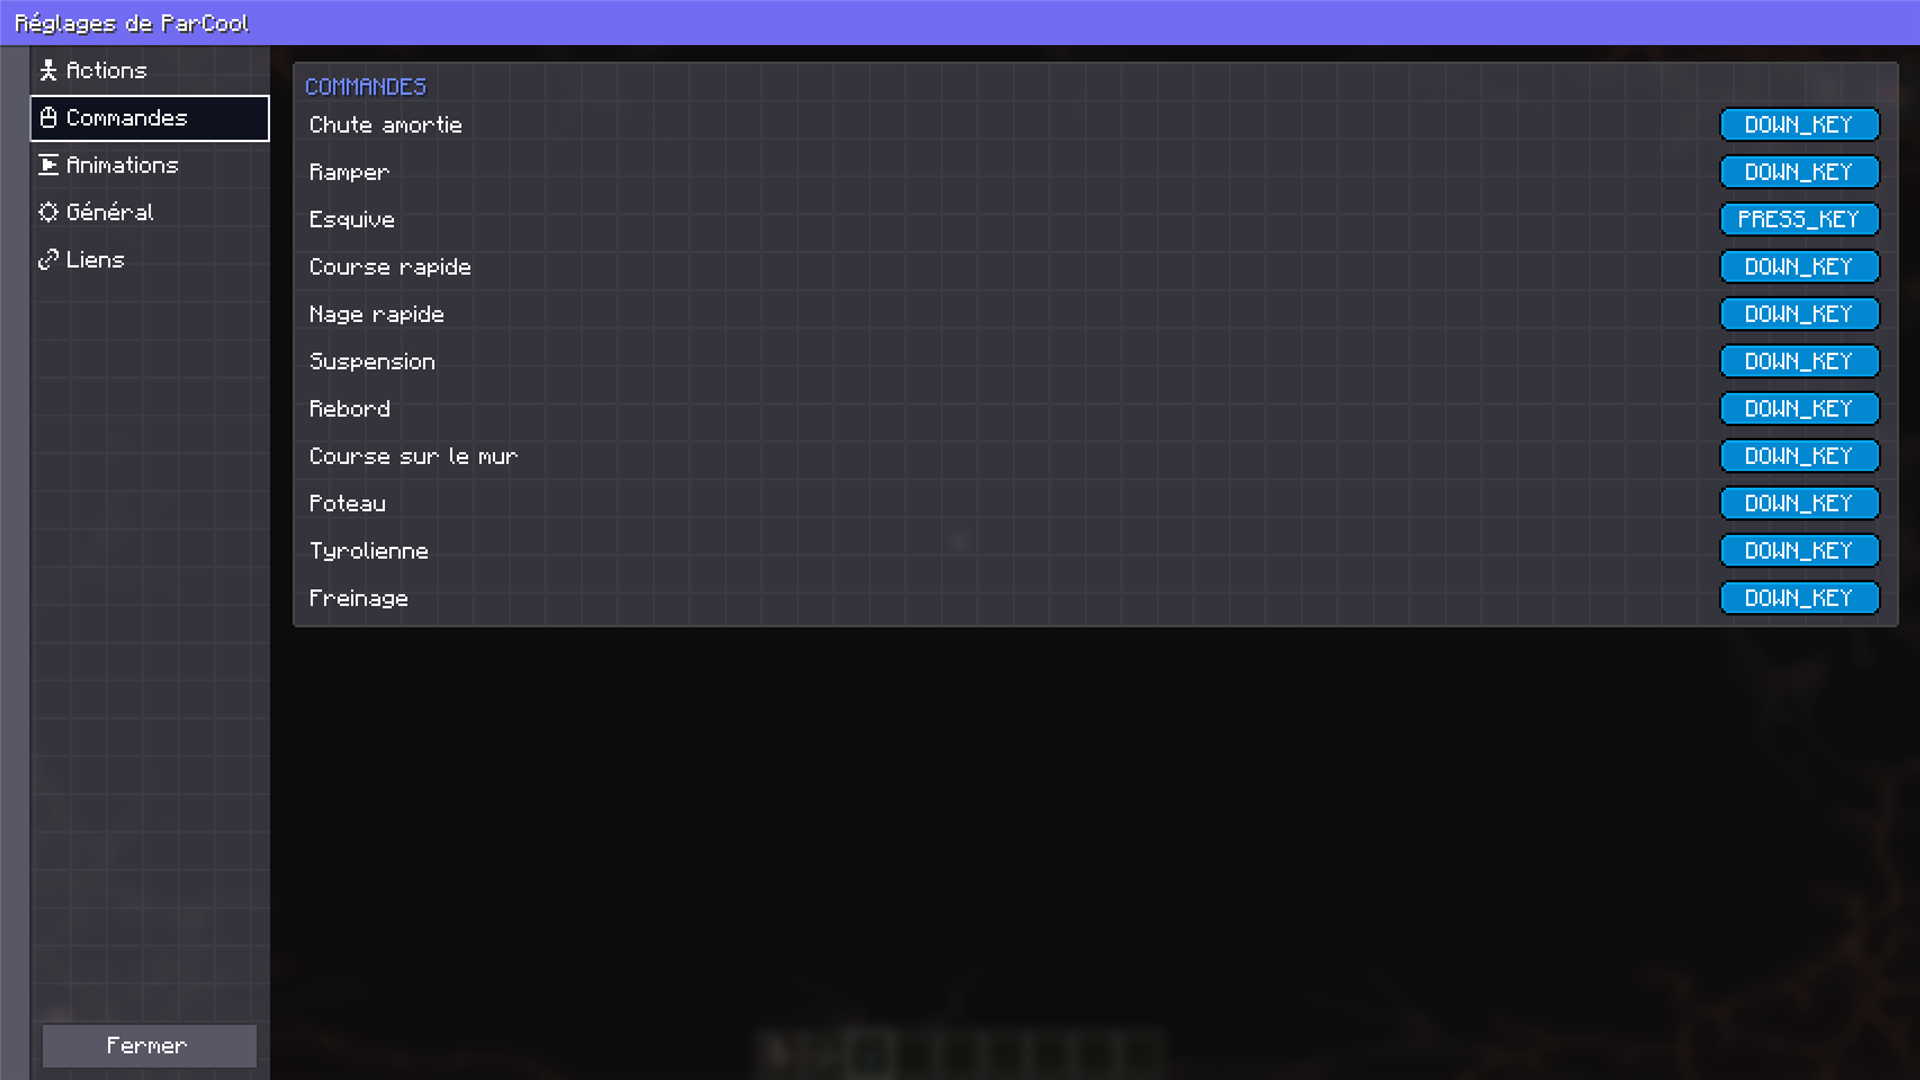 Réglages de ParCool
Actions
Commandes
Animations
Général
Liens
Fermer
COMMANDES
Chute amortie DOWN_KEY
Ramper DOWN_KEY
Esquive PRESS_KEY
Course rapide DOWN_KEY
Nage rapide DOWN_KEY
Suspension DOWN_KEY
Rebord DOWN_KEY
Course sur le mur DOWN_KEY
Poteau DOWN_KEY
Tyrolienne DOWN_KEY
Freinage DOWN_KEY